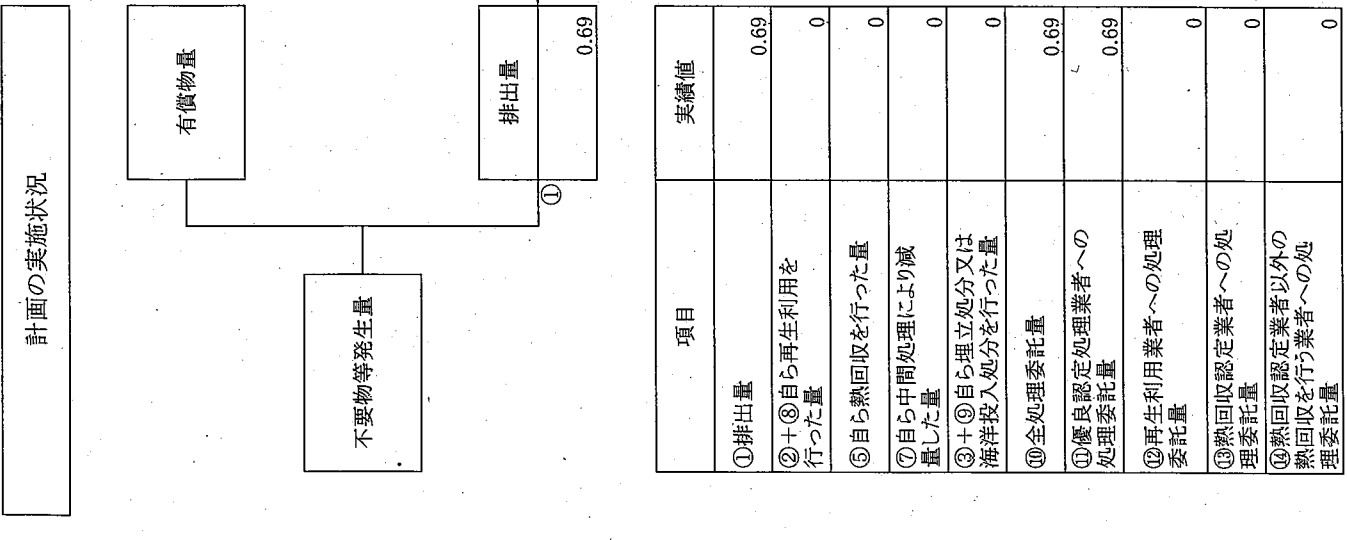 計画の実施状況
不要物等発生量
有償物量
①
排出量
0.69
項目
実績値
①排出量
0.69
②+⑧自ら再生利用を
行った量
0
⑤自ら熱回収を行った量
0
⑦自ら中間処理により減
量した量
0
③+⑨自ら埋立処分又は
海洋投入処分を行った量
0
⑩全処理委託量
0.69
⑪優良認定処理業者への
処理委託量
0.69
⑫再生利用業者への処理
委託量
0
⑬熱回収認定業者への処
理委託量
0
⑭熱回収認定業者以外の
熱回収を行う業者への処
理委託量
0